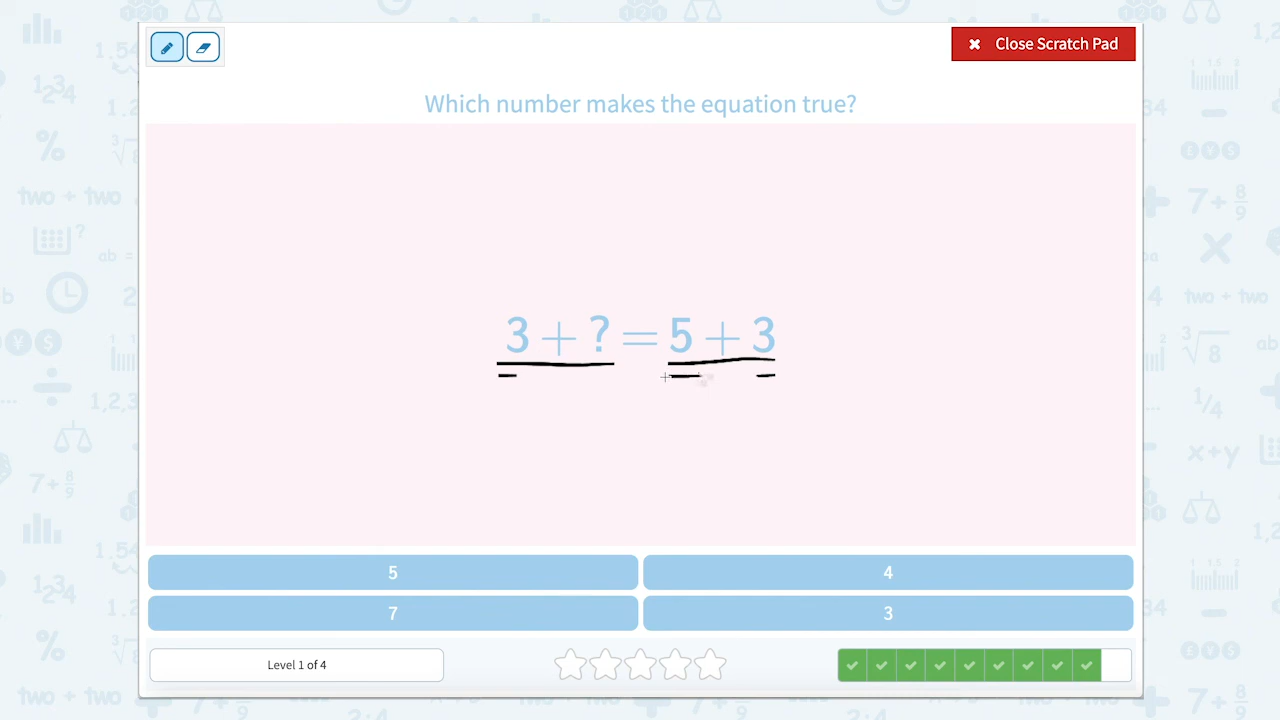 Close Scratch Pad
Which number makes the equation true?
3 + ? = 5 + 3
5
4
7
3
Level 1 of 4